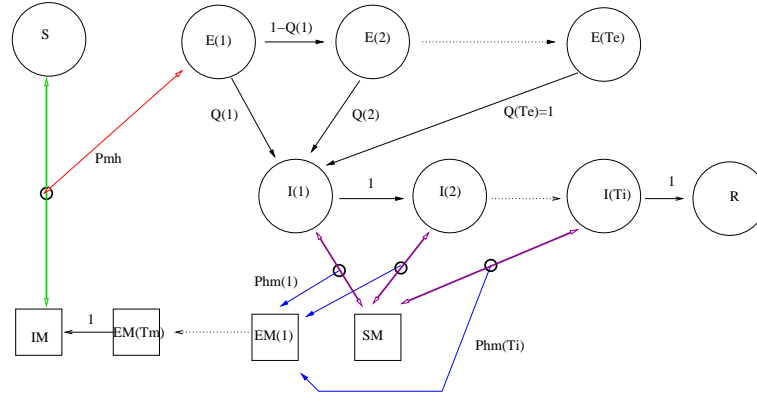 S
E(1)
1−Q(1)
E(2)
E(Te)
Q(1)
Q(2)
Q(Te)=1
Pmh
I(1)
1
I(2)
I(Ti)
1
R
Phm(1)
IM
1
EM(Tm)
EM(1)
SM
Phm(Ti)